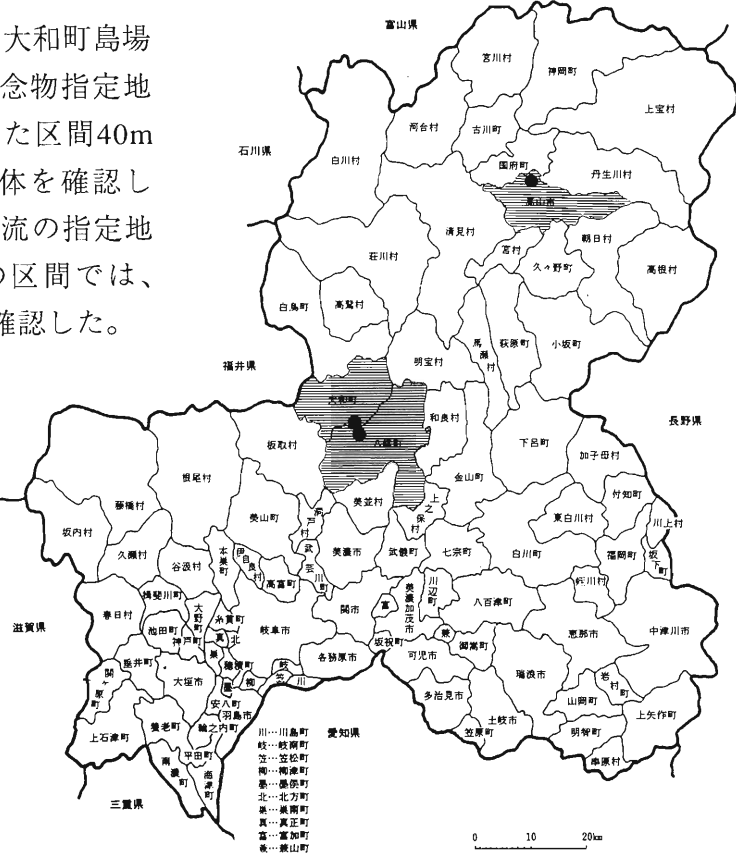 大和町島場
念物指定地
た区間40m
体を確認し
流の指定地
の区間では、
確認した。
富山県
石川県
福井県
長野県
滋賀県
愛知県
三重県
宮川村
神岡町
上宝村
河合村
古川町
国府町
丹生川村
白川村
高山市
清見村
荘川村
宮村
久々野町
朝日村
高根村
白鳥町
高鷲村
明宝村
馬瀬村
萩原町
小坂町
大和町
八幡町
和良村
板取村
下呂町
加子母村
金山町
根尾村
藤橋村
坂内村
久瀬村
谷汲村
本巣町
伊自良村
美山町
高富町
洞戸村
武芸川町
美並村
美濃市
上之保村
武儀町
七宗町
白川町
東白川村
付知町
川上村
福岡町
坂下町
蛭川村
春日村
揖斐川町
池田町
大野町
神戸町
糸貫町
真
北
巣
穂積町
墨
岐阜市
関市
富
美濃加茂市
川辺町
八百津町
坂祝町
兼
御嵩町
可児市
恵那市
中津川市
各務原市
岐
笠
川
柳
垂井町
関ヶ原町
大垣市
安八町
羽島市
輪之内町
養老町
上石津町
平田町
南濃町
海津町
多治見市
瑞浪市
土岐市
笠原町
岩村町
山岡町
明智町
上矢作町
串原村
川…川島町
岐…岐南町
笠…笠松町
柳…柳津町
墨…墨俣町
北…北方町
巣…巣南町
真…真正町
富…富加町
兼…兼山町
0 10 20km